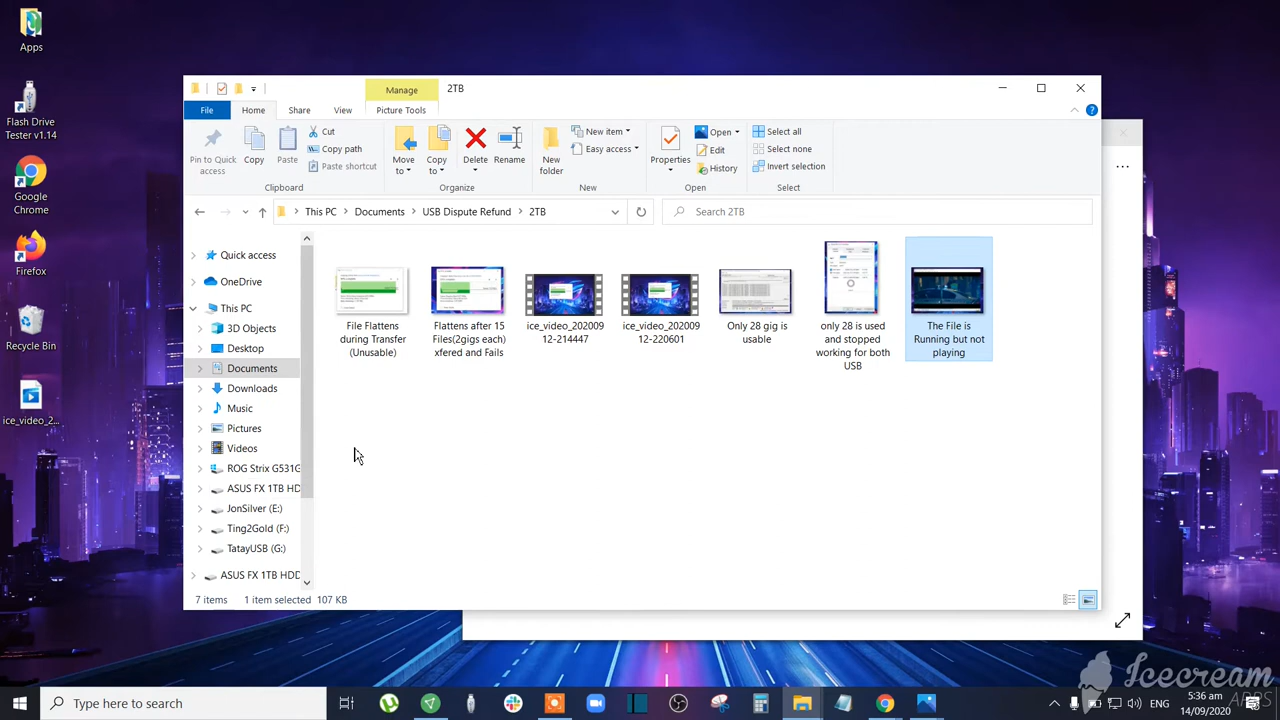 Apps
Flash Drive
Tester v1.14
Google
Chrome
Firefox
Recycle Bin
ice_video_2...
Manage
2TB
File
Home
Share
View
Picture Tools
Pin to Quick
access
Copy
Paste
Cut
Copy path
Paste shortcut
Clipboard
Move
to
Copy
to
Delete
Rename
Organize
New
folder
New item
Easy access
New
Properties
Open
Edit
History
Open
Select all
Select none
Invert selection
Select
This PC
Documents
USB Dispute Refund
2TB
Search 2TB
Quick access
OneDrive
This PC
3D Objects
Desktop
Documents
Downloads
Music
Pictures
Videos
ROG Strix G531G
ASUS FX 1TB HD
JonSilver (E:)
Ting2Gold (F:)
TatayUSB (G:)
ASUS FX 1TB HDD
File Flattens
during Transfer
(Unusable)
Flattens after 15
Files(2gigs each)
xfered and Fails
ice_video_202009
12-214447
ice_video_202009
12-220601
Only 28 gig is
usable
only 28 is used
and stopped
working for both
USB
The File is
Running but not
playing
7 items
1 item selected
107 KB
Type here to search
ENG
5:36 am
14/09/2020
Icecream
APPS